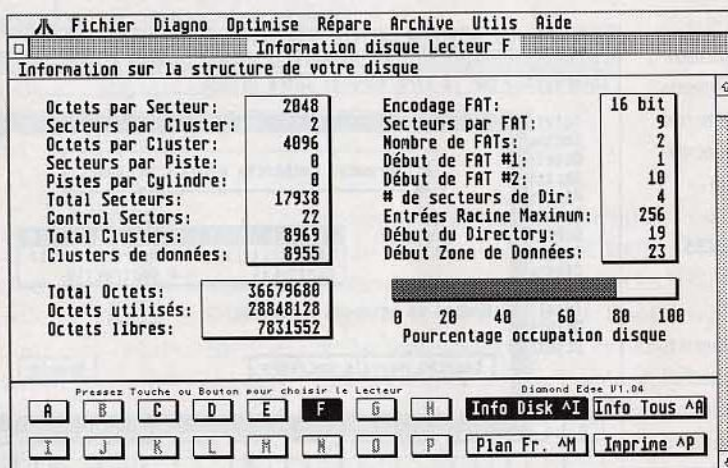 Fichier Diagno Optimise Répare Archive Utils Aide
Information disque Lecteur F
Information sur la structure de votre disque
Octets par Secteur: 2048
Secteurs par Cluster: 2
Octets par Cluster: 4096
Secteurs par Piste: 0
Pistes par Cylindre: 0
Total Secteurs: 17938
Control Sectors: 22
Total Clusters: 8969
Clusters de données: 8955
Total Octets: 36679680
Octets utilisés: 28848128
Octets libres: 7831552
Encodage FAT: 16 bit
Secteurs par FAT: 9
Nombre de FATs: 2
Début de FAT #1: 1
Début de FAT #2: 10
# de secteurs de Dir: 4
Entrées Racine Maximum: 256
Début du Directory: 19
Début Zone de Données: 23
0 20 40 60 80 100
Pourcentage occupation disque
Pressez Touche ou Bouton pour choisir le Lecteur
Diamond Edge V1.04
A B C D E F G H
Info Disk ^I Info Tous ^A
I J K L M N O P
Plan Fr. ^M Imprime ^P